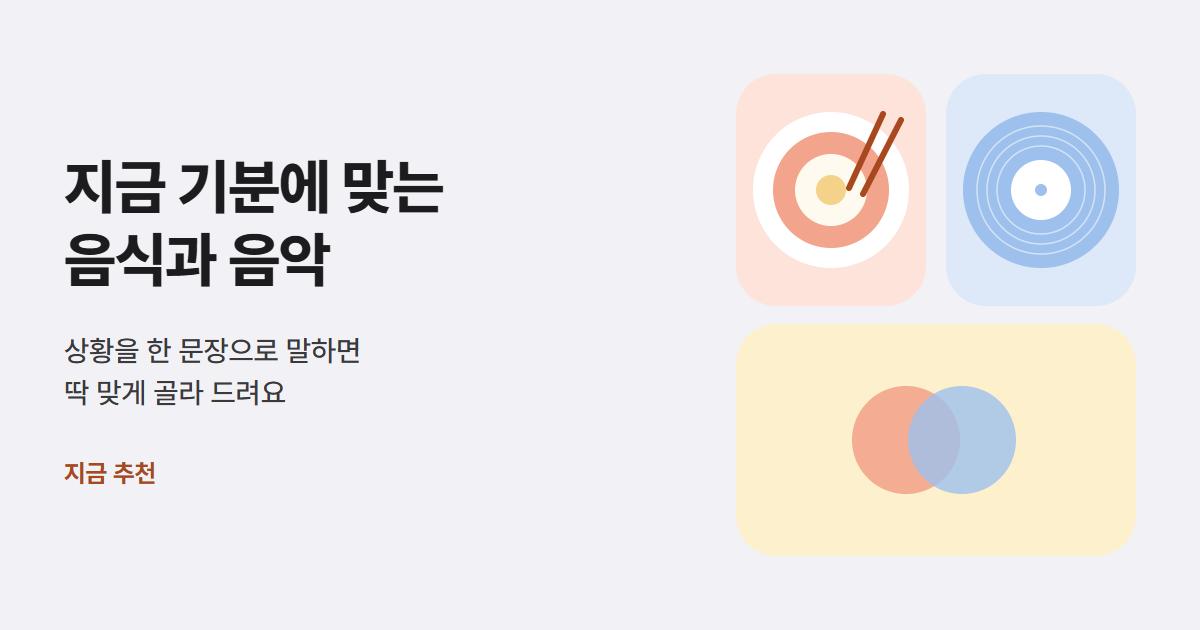 지금 기분에 맞는
음식과 음악
상황을 한 문장으로 말하면
딱 맞게 골라 드려요
지금 추천